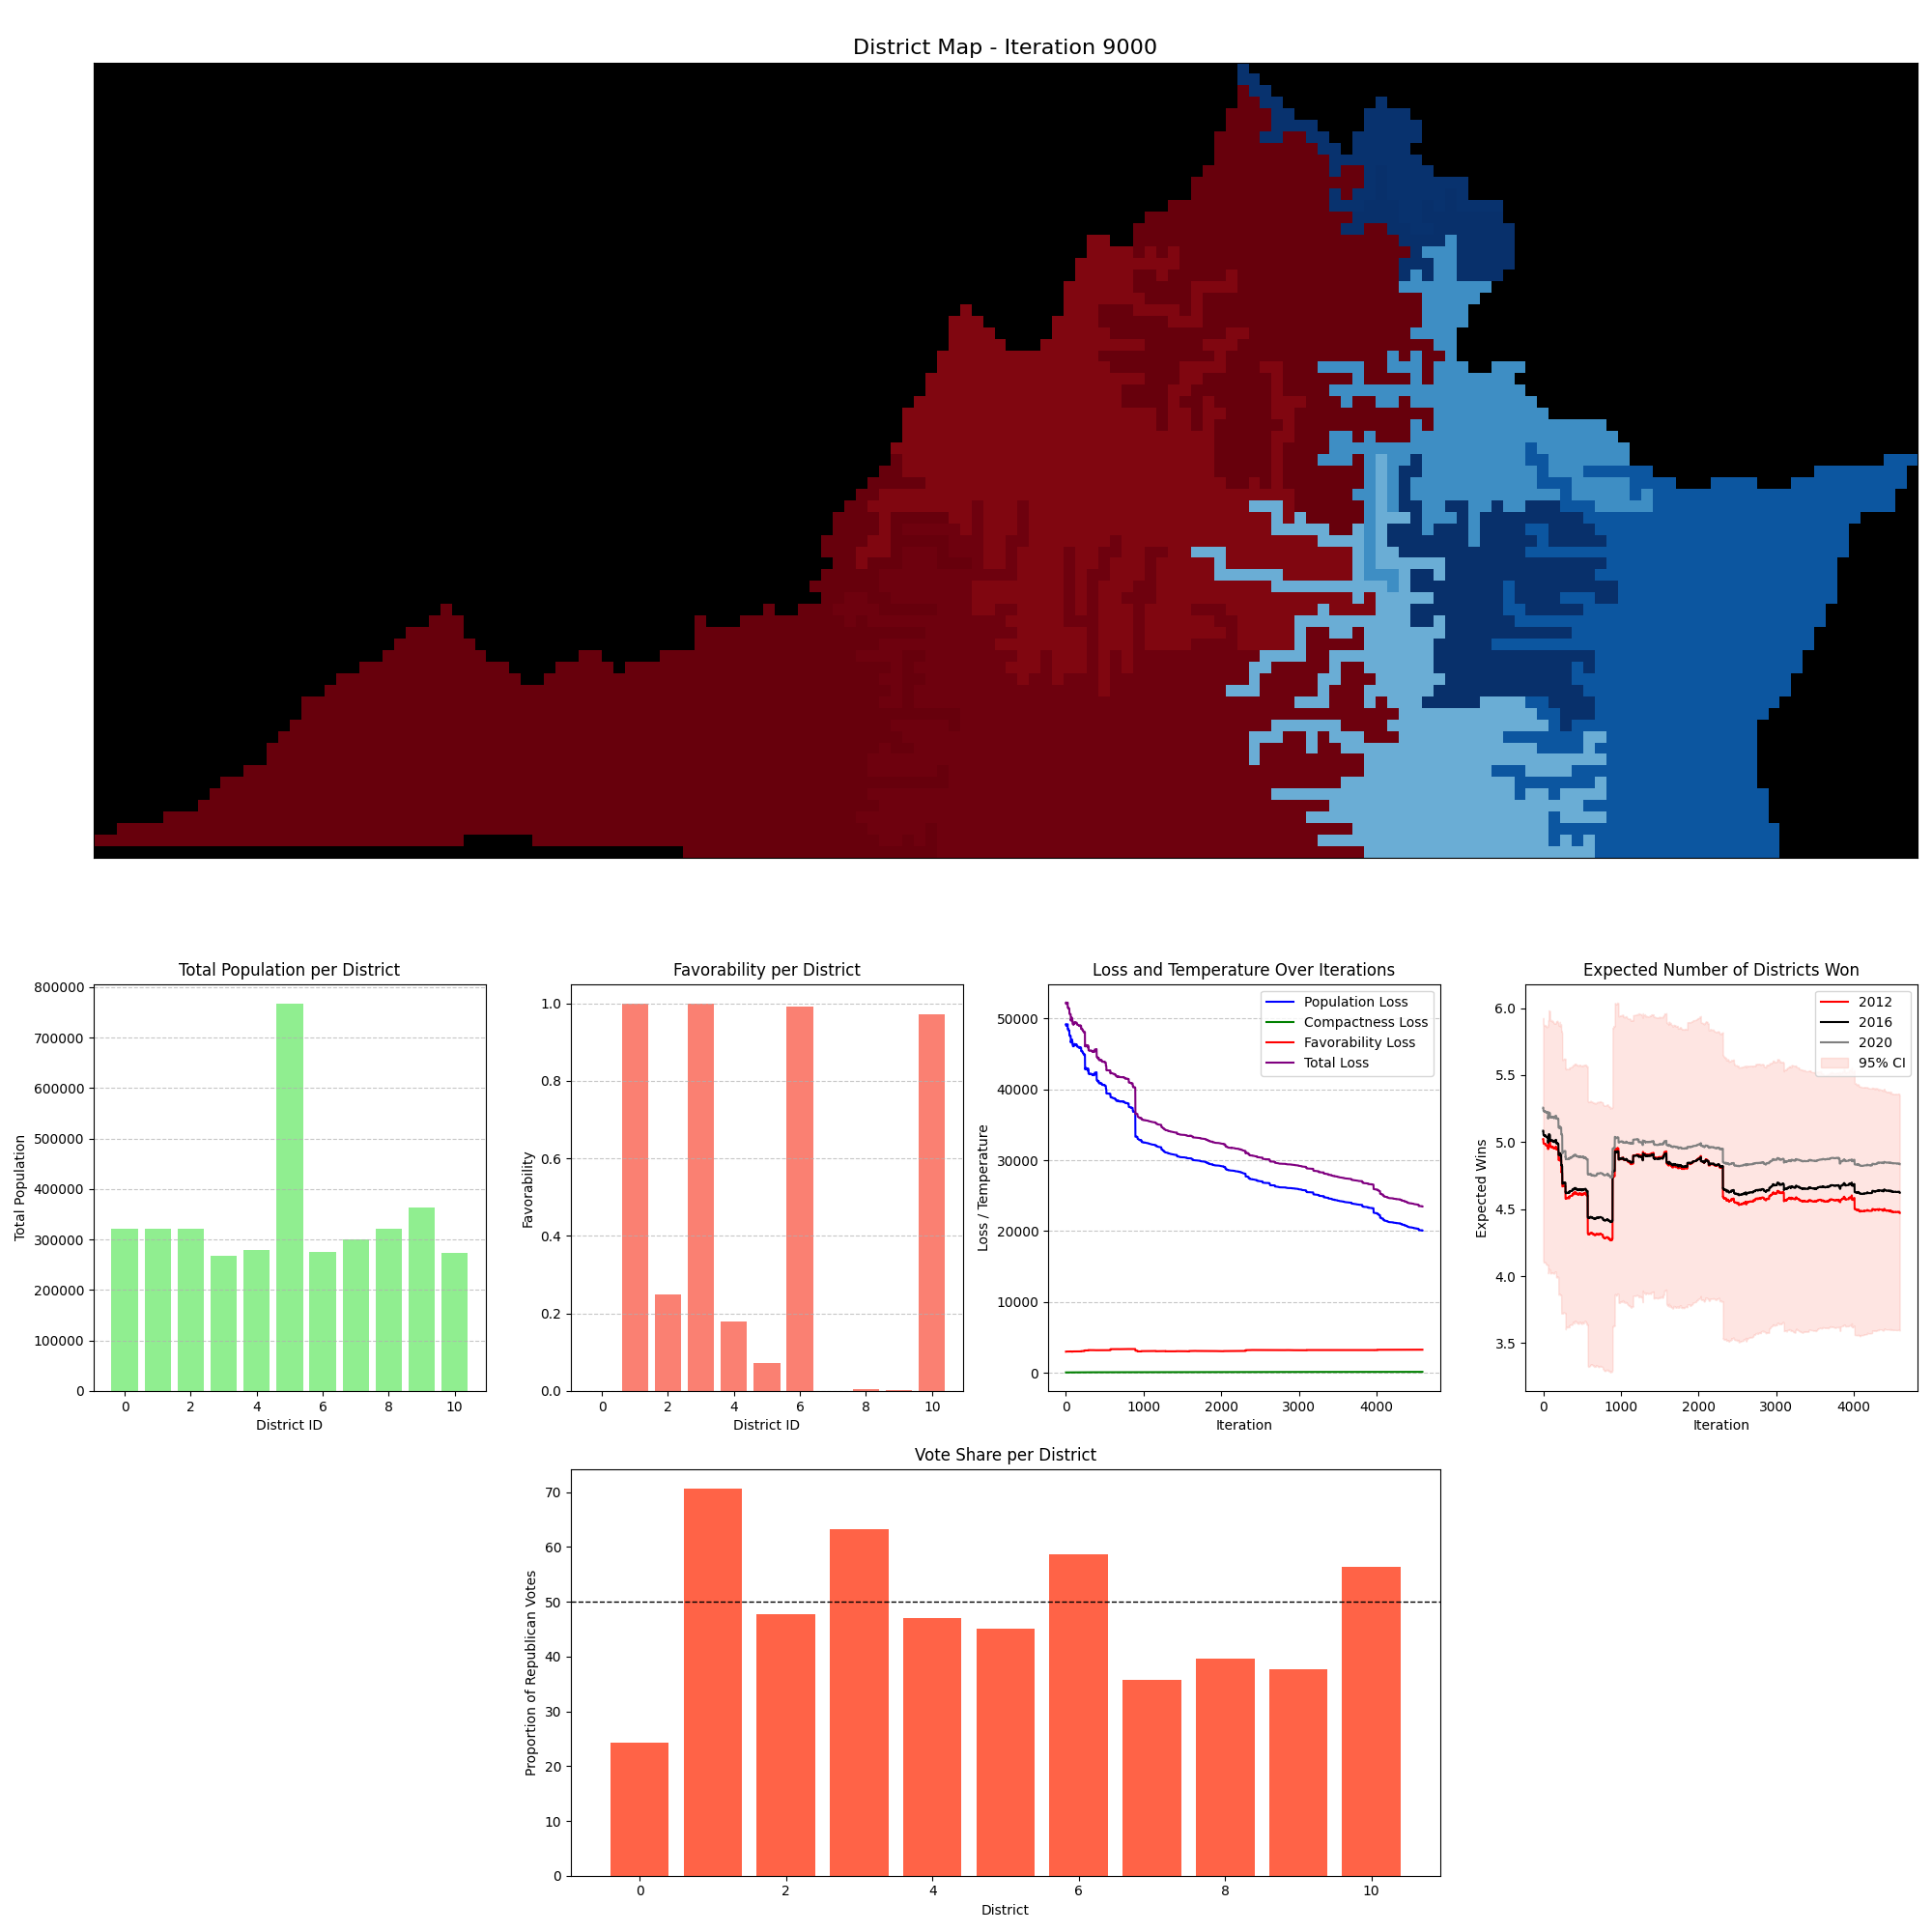 District Map - Iteration 9000
Total Population per District
Total Population
800000
700000
600000
500000
400000
300000
200000
100000
0
0 2 4 6 8 10
District ID
Favorability per District
Favorability
1.0
0.8
0.6
0.4
0.2
0.0
0 2 4 6 8 10
District ID
Loss and Temperature Over Iterations
Loss / Temperature
50000
40000
30000
20000
10000
0
Population Loss
Compactness Loss
Favorability Loss
Total Loss
0 1000 2000 3000 4000
Iteration
Expected Number of Districts Won
Expected Wins
6.0
5.5
5.0
4.5
4.0
3.5
2012
2016
2020
95% CI
0 1000 2000 3000 4000
Iteration
Vote Share per District
Proportion of Republican Votes
70
60
50
40
30
20
10
0
0 2 4 6 8 10
District